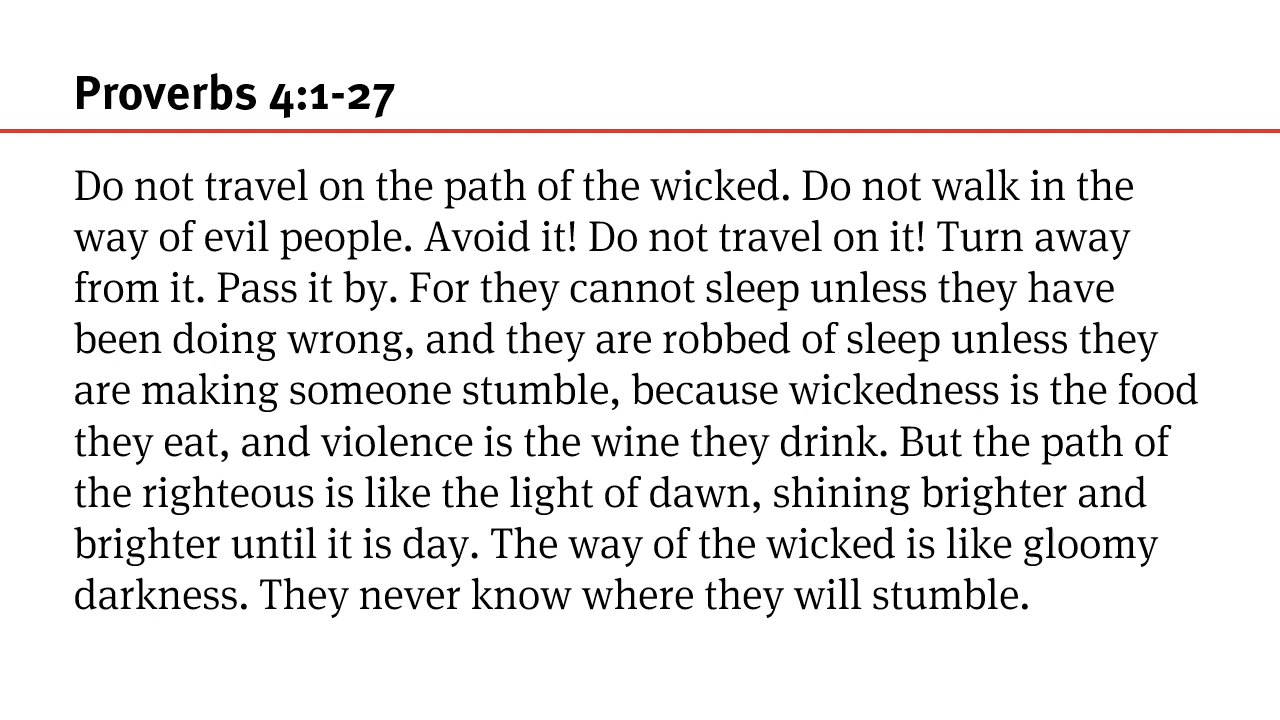 Proverbs 4:1-27
Do not travel on the path of the wicked. Do not walk in the
way of evil people. Avoid it! Do not travel on it! Turn away
from it. Pass it by. For they cannot sleep unless they have
been doing wrong, and they are robbed of sleep unless they
are making someone stumble, because wickedness is the food
they eat, and violence is the wine they drink. But the path of
the righteous is like the light of dawn, shining brighter and
brighter until it is day. The way of the wicked is like gloomy
darkness. They never know where they will stumble.